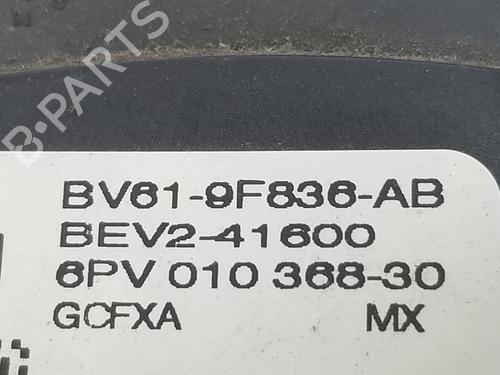 B-PARTS
BV61-9F836-AB
BEV2-41600
6PV 010 368-30
GCFXA MX